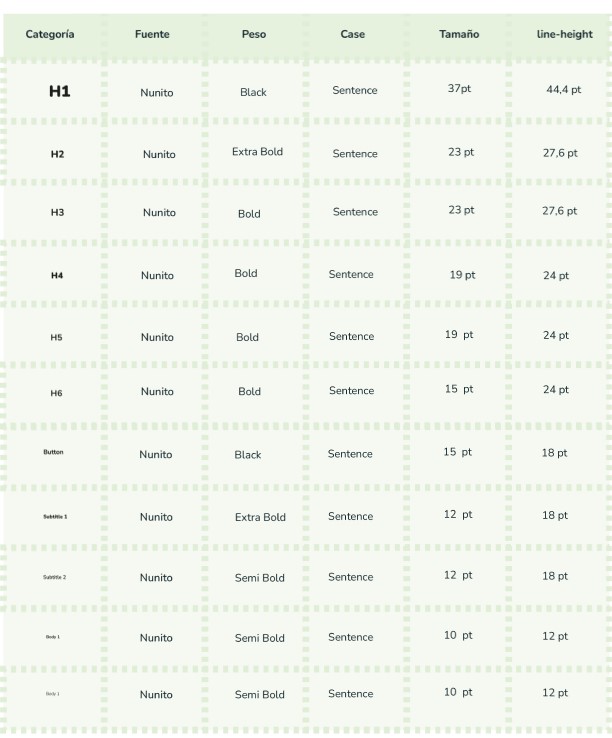 Categoría Fuente Peso Case Tamaño line-height
H1 Nunito Black Sentence 37pt 44,4 pt
H2 Nunito Extra Bold Sentence 23 pt 27,6 pt
H3 Nunito Bold Sentence 23 pt 27,6 pt
H4 Nunito Bold Sentence 19 pt 24 pt
H5 Nunito Bold Sentence 19 pt 24 pt
H6 Nunito Bold Sentence 15 pt 24 pt
Button Nunito Black Sentence 15 pt 18 pt
Subtitle 1 Nunito Extra Bold Sentence 12 pt 18 pt
Subtitle 2 Nunito Semi Bold Sentence 12 pt 18 pt
Body 1 Nunito Semi Bold Sentence 10 pt 12 pt
Body Nunito Semi Bold Sentence 10 pt 12 pt